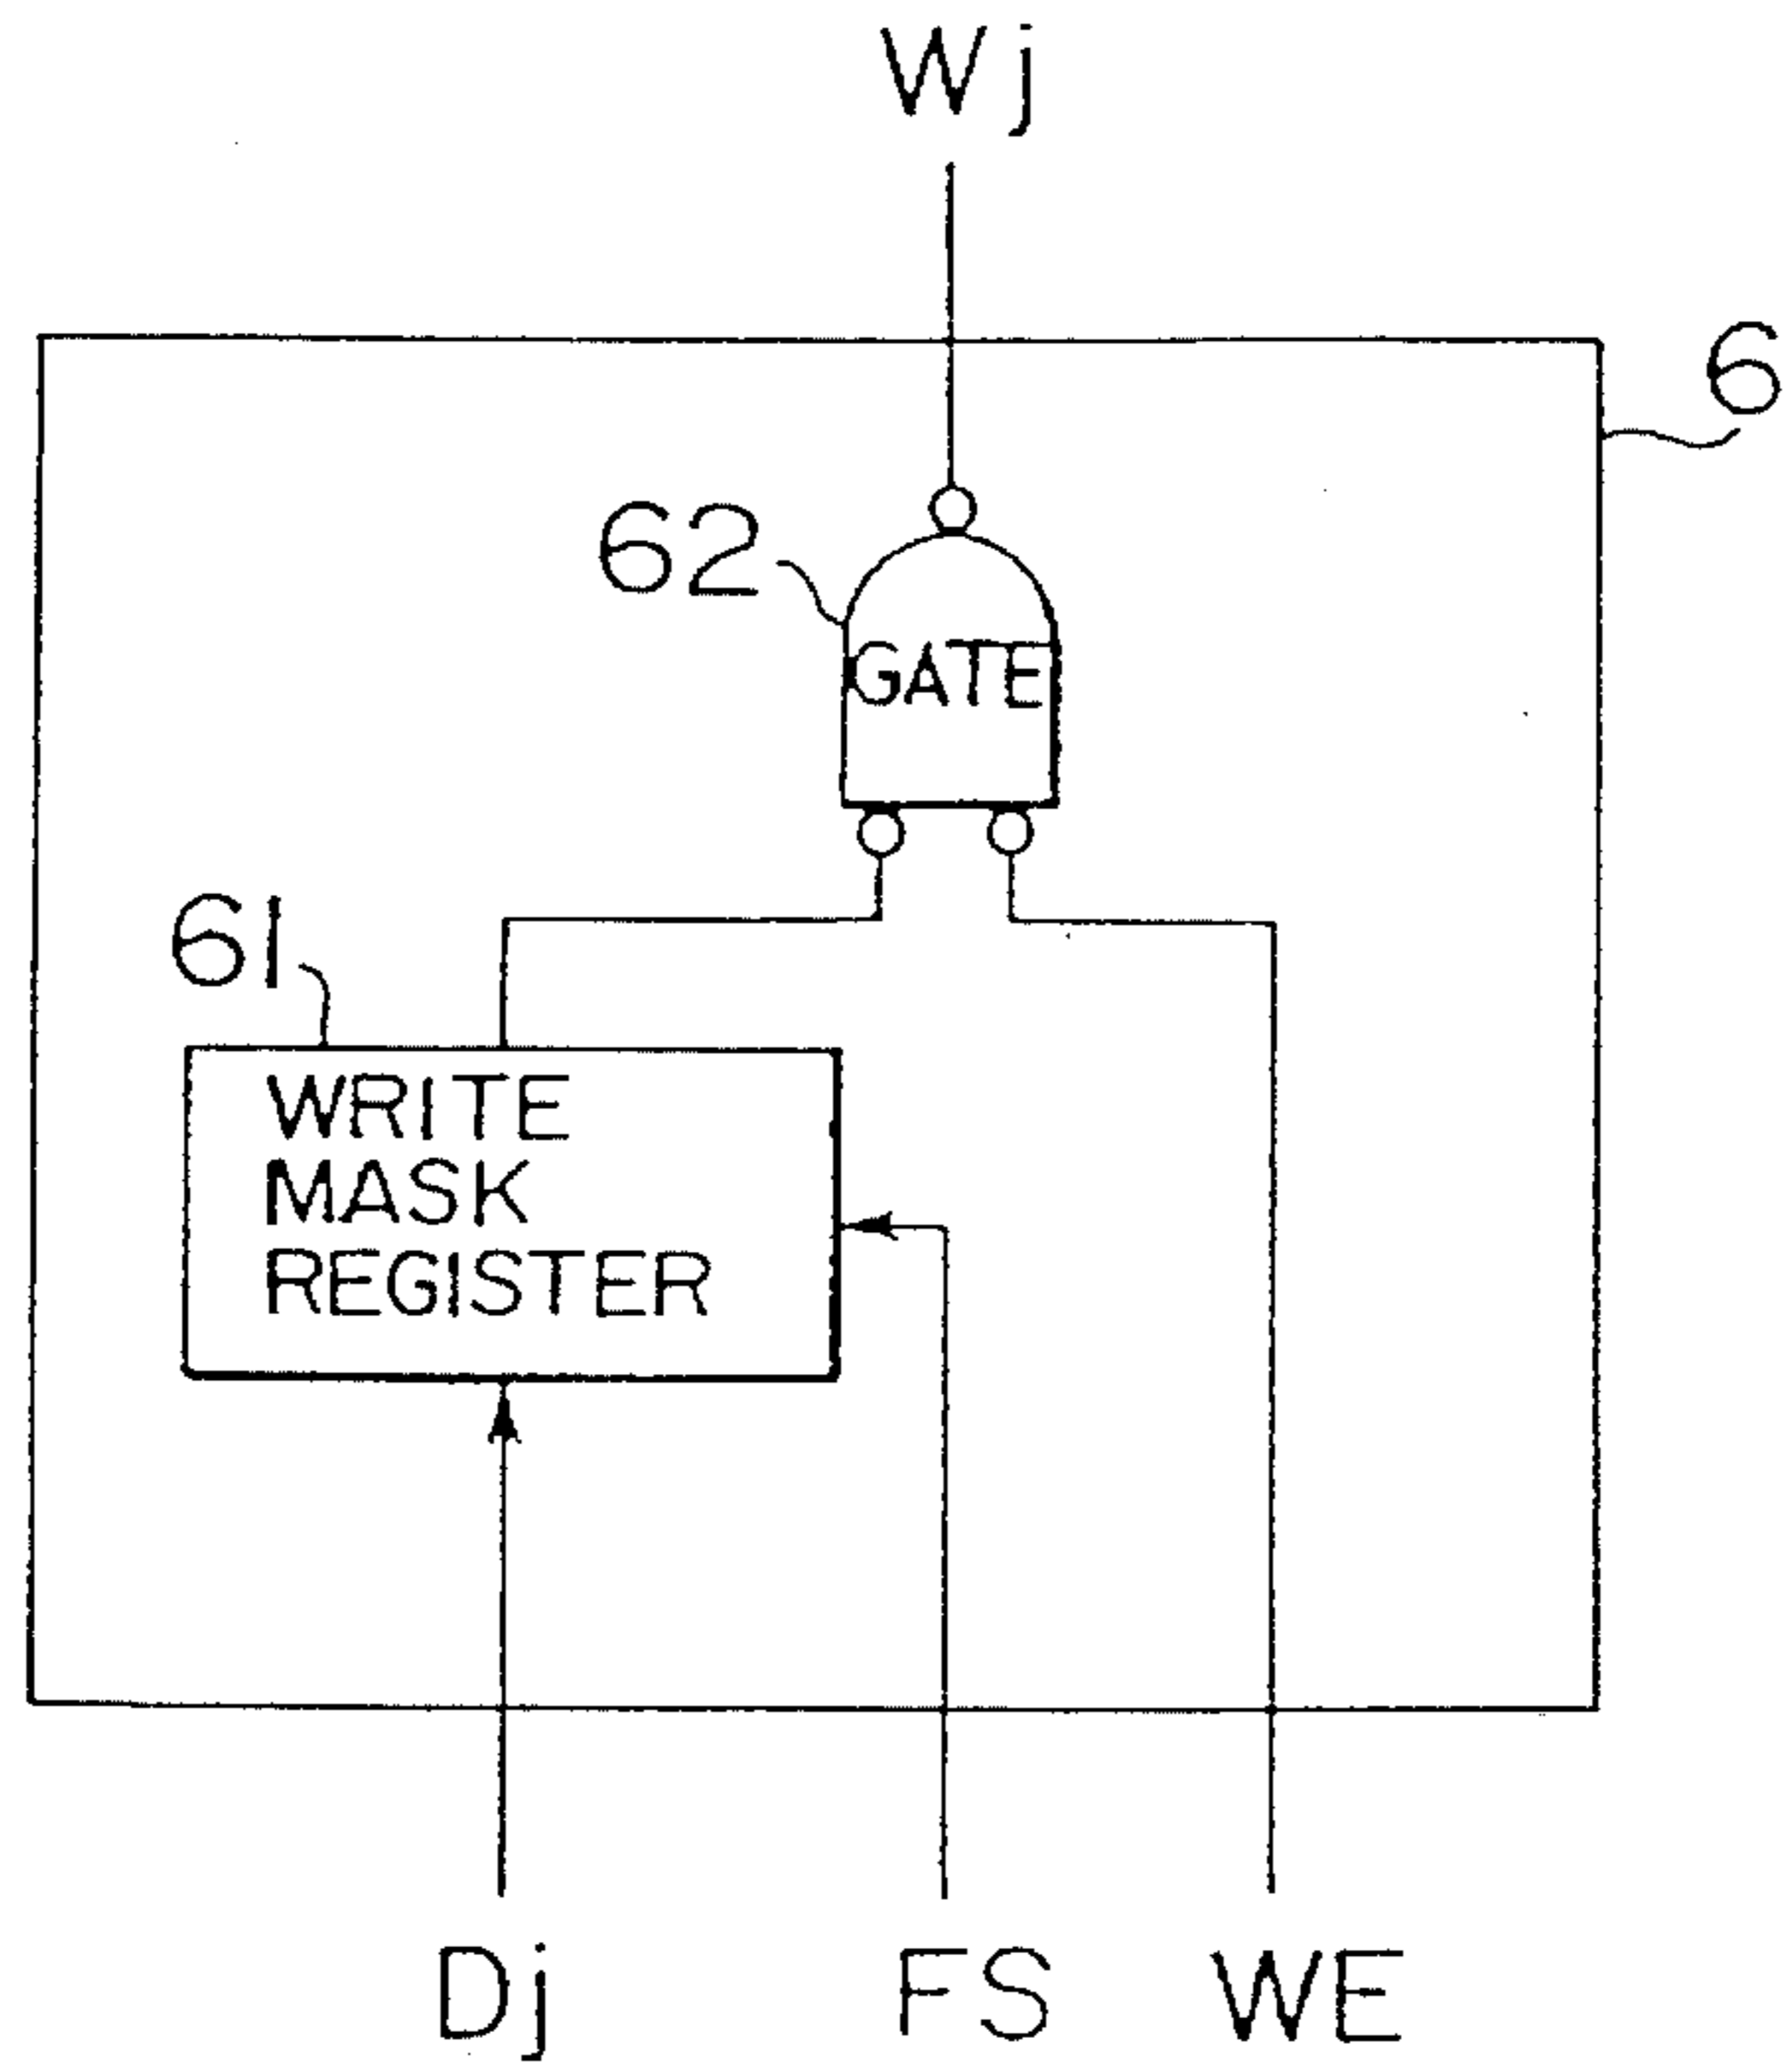 Wj
6
62
GATE
61
WRITE
MASK
REGISTER
Dj
FS
WE